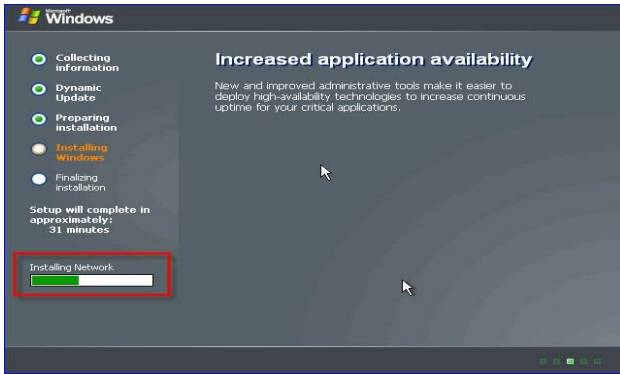 Microsoft
Windows
Collecting
information
Dynamic
Update
Preparing
installation
Installing
Windows
Finalizing
installation
Setup will complete in
approximately:
31 minutes
Installing Network
Increased application availability
New and improved administrative tools make it easier to
deploy high-availability technologies to increase continuous
uptime for your critical applications.